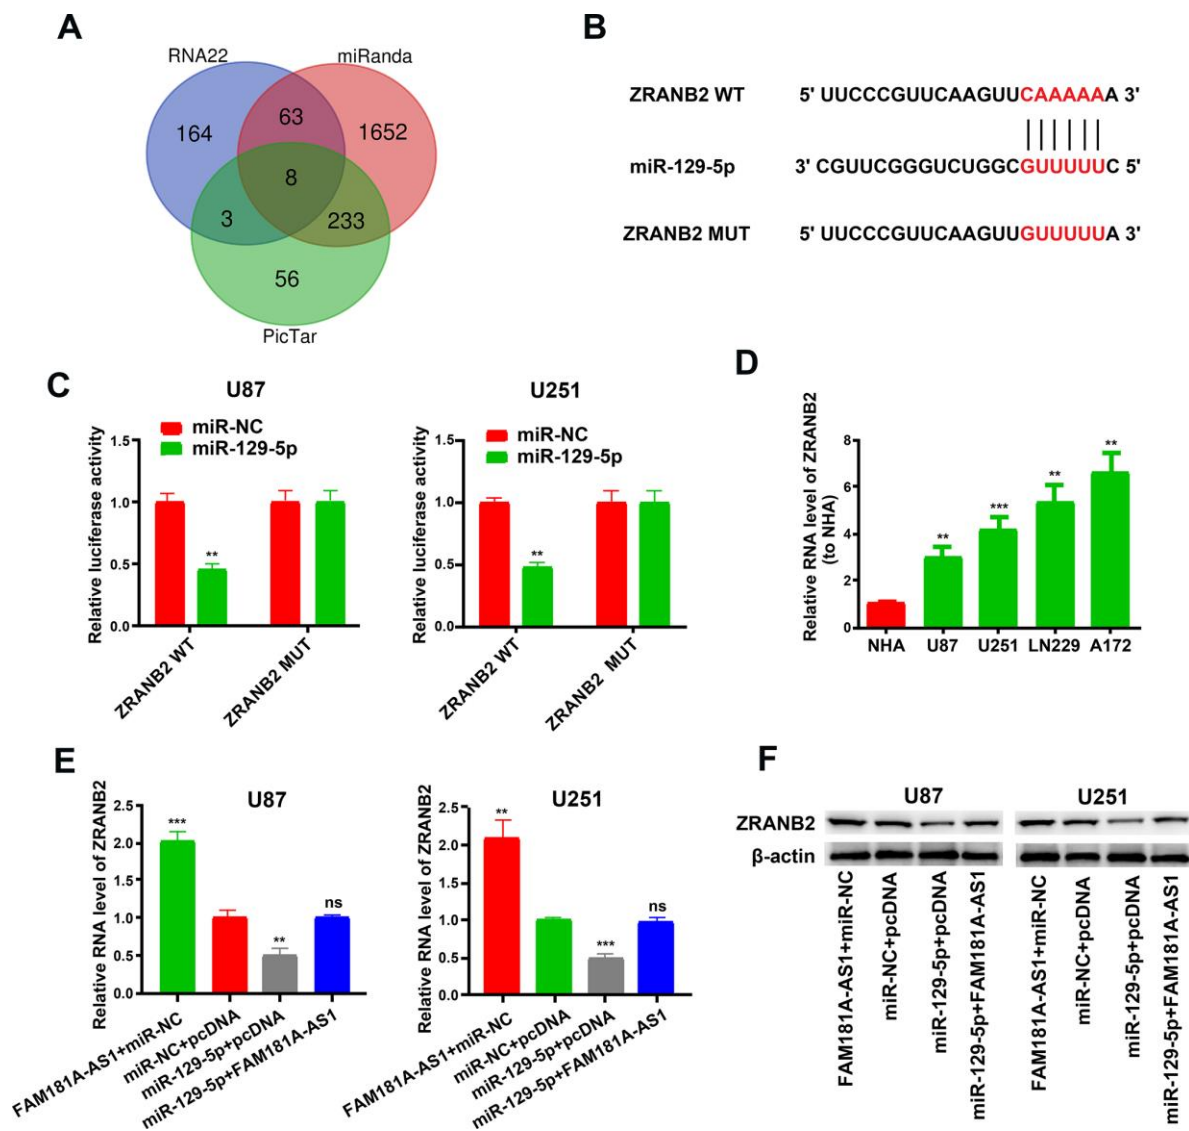 A
RNA22
miRanda
164
63
1652
8
3
233
56
PicTar
B
ZRANB2 WT 5' UUCCCGUUCAAGUUCAAAAAA 3'
miR-129-5p 3' CGUUCGGGUCUGGCGUUUUUC 5'
ZRANB2 MUT 5' UUCCCGUUCAAGUUGUUUUUA 3'
C
U87
miR-NC
miR-129-5p
Relative luciferase activity
1.5
1.0
0.5
0.0
**
ZRANB2 WT
ZRANB2 MUT
U251
miR-NC
miR-129-5p
Relative luciferase activity
1.5
1.0
0.5
0.0
**
ZRANB2 WT
ZRANB2 MUT
D
Relative RNA level of ZRANB2
(to NHA)
8
6
4
2
0
**
***
**
**
NHA U87 U251 LN229 A172
E
U87
Relative RNA level of ZRANB2
2.5
2.0
1.5
1.0
0.5
0.0
***
**
ns
FAM181A-AS1+miR-NC
miR-NC+pcDNA
miR-129-5p+pcDNA
miR-129-5p+FAM181A-AS1
U251
Relative RNA level of ZRANB2
2.5
2.0
1.5
1.0
0.5
0.0
**
***
ns
FAM181A-AS1+miR-NC
miR-NC+pcDNA
miR-129-5p+pcDNA
miR-129-5p+FAM181A-AS1
F
U87
U251
ZRANB2
β-actin
FAM181A-AS1+miR-NC
miR-NC+pcDNA
miR-129-5p+pcDNA
miR-129-5p+FAM181A-AS1
FAM181A-AS1+miR-NC
miR-NC+pcDNA
miR-129-5p+pcDNA
miR-129-5p+FAM181A-AS1